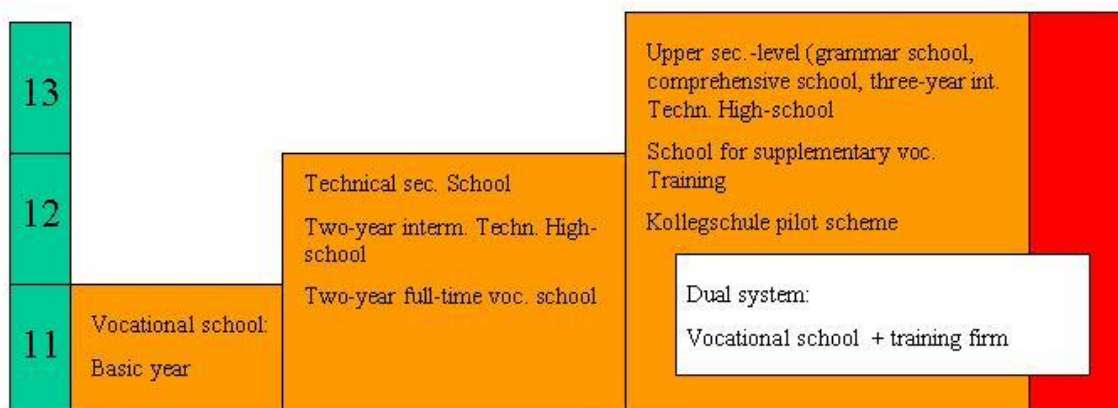 13
12
11
Vocational school:
Basic year
Technical sec. School
Two-year interm. Techn. High-
school
Two-year full-time voc. school
Upper sec.-level (grammar school,
comprehensive school, three-year int.
Techn. High-school
School for supplementary voc.
Training
Kollegschule pilot scheme
Dual system:
Vocational school + training firm